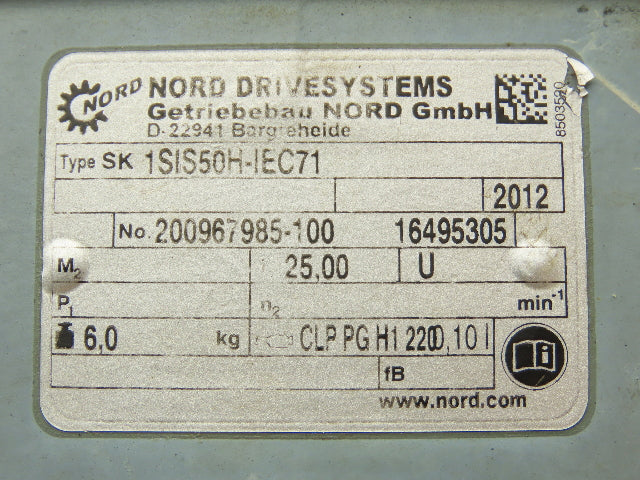 NORD NORD DRIVESYSTEMS
Getriebebau NORD GmbH
D-22941 Bargteheide
8503520
Type SK 1SIS50H-IEC71
2012
No. 200967985-100 16495305
M2 i 25,00 U
P1 n2 min-1
6,0 kg CLP PG H1 220 0,10 l
fB
www.nord.com